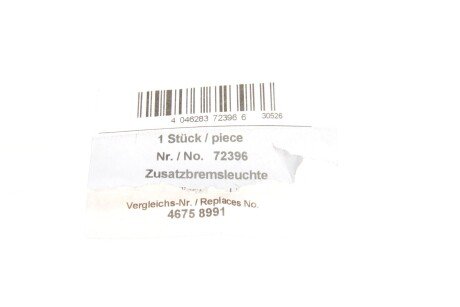 4 046283 72396 6 30526
1 Stück / piece
Nr. / No. 72396
Zusatzbremsleuchte
Vergleichs-Nr. / Replaces No.
4675 8991